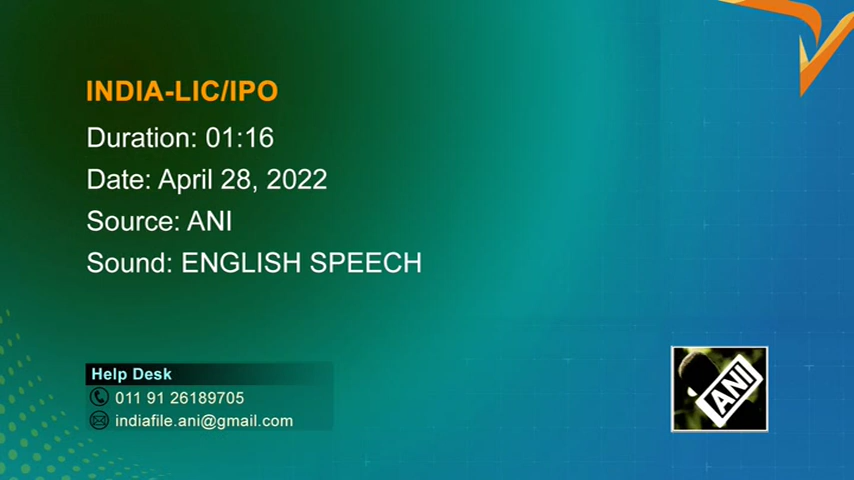 INDIA-LIC/IPO
Duration: 01:16
Date: April 28, 2022
Source: ANI
Sound: ENGLISH SPEECH
Help Desk
011 91 26189705
indiafile.ani@gmail.com
ANI